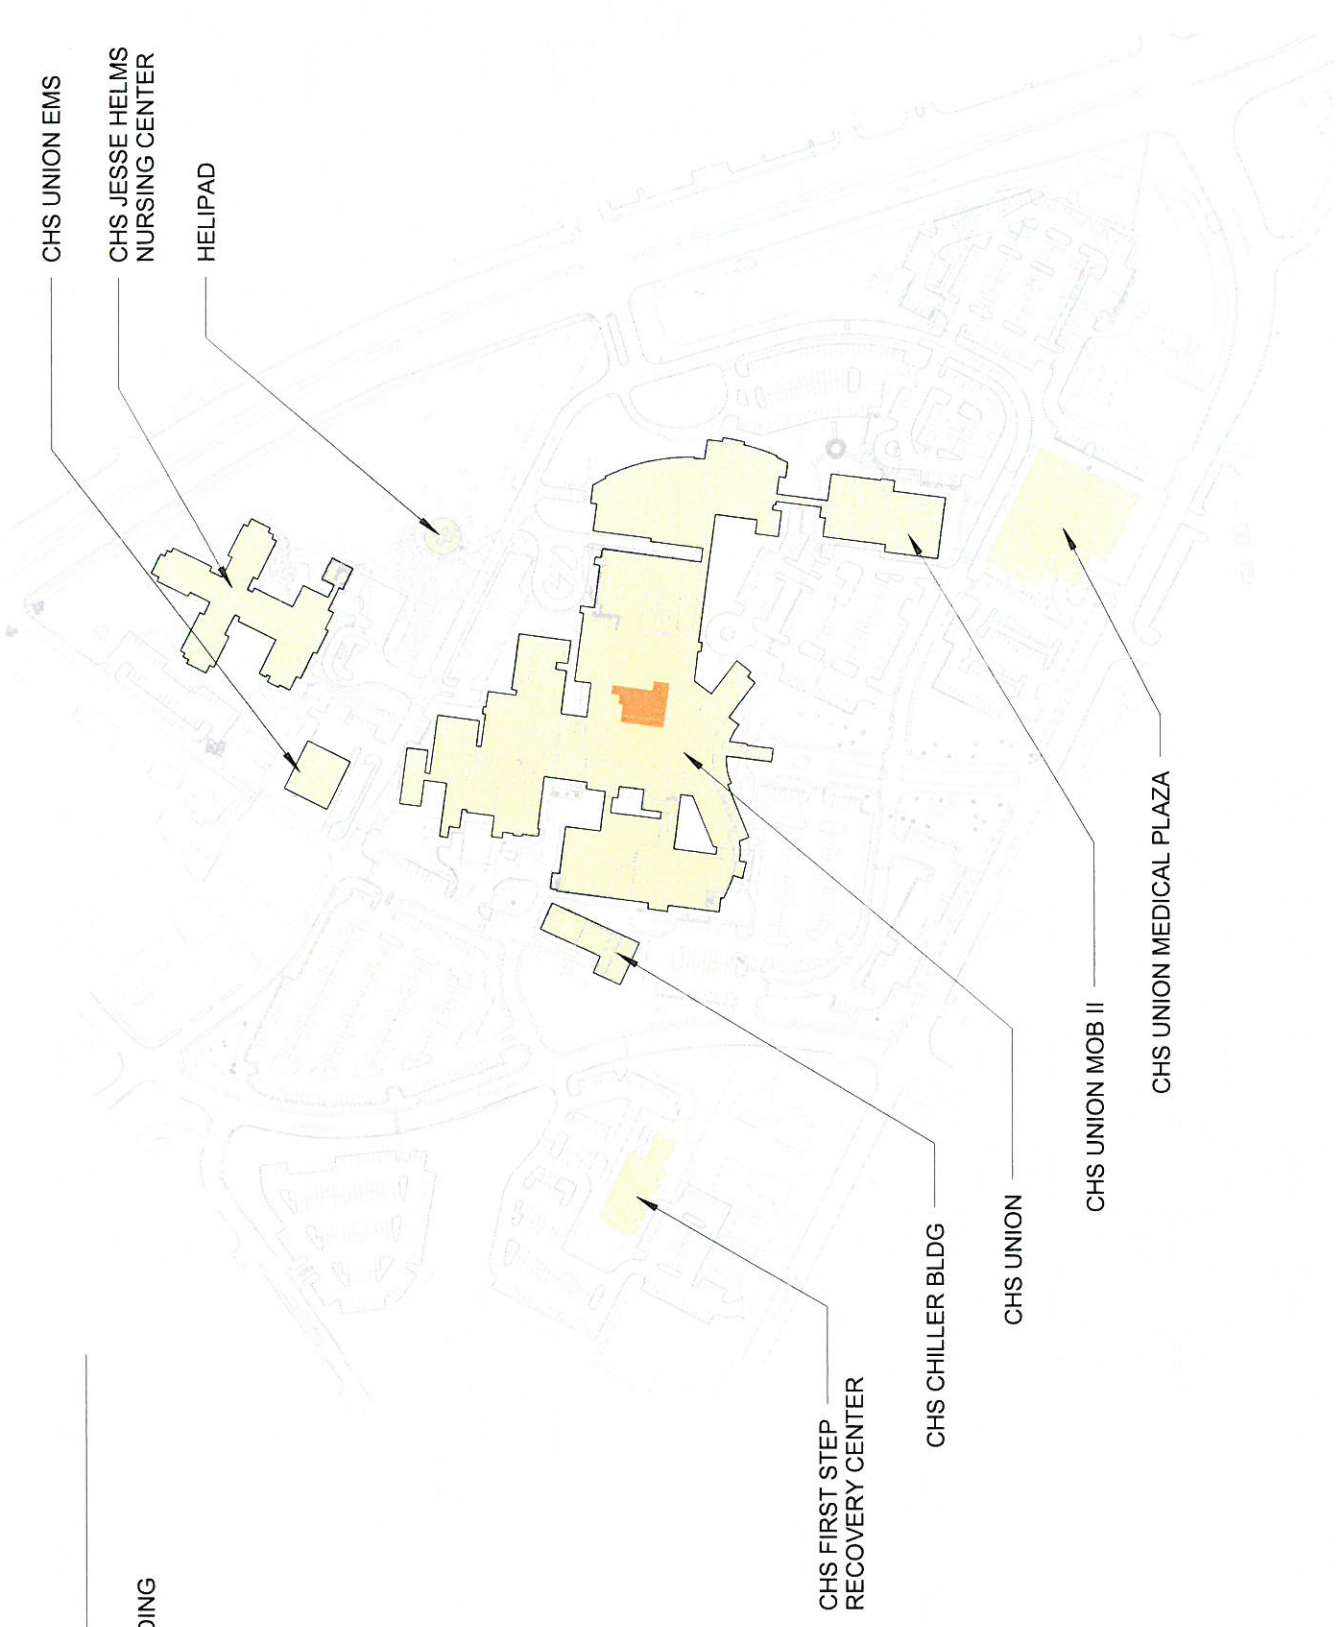 CHS UNION EMS
CHS JESSE HELMS
NURSING CENTER
HELIPAD
CHS FIRST STEP
RECOVERY CENTER
CHS CHILLER BLDG
CHS UNION
CHS UNION MOB II
CHS UNION MEDICAL PLAZA
DING